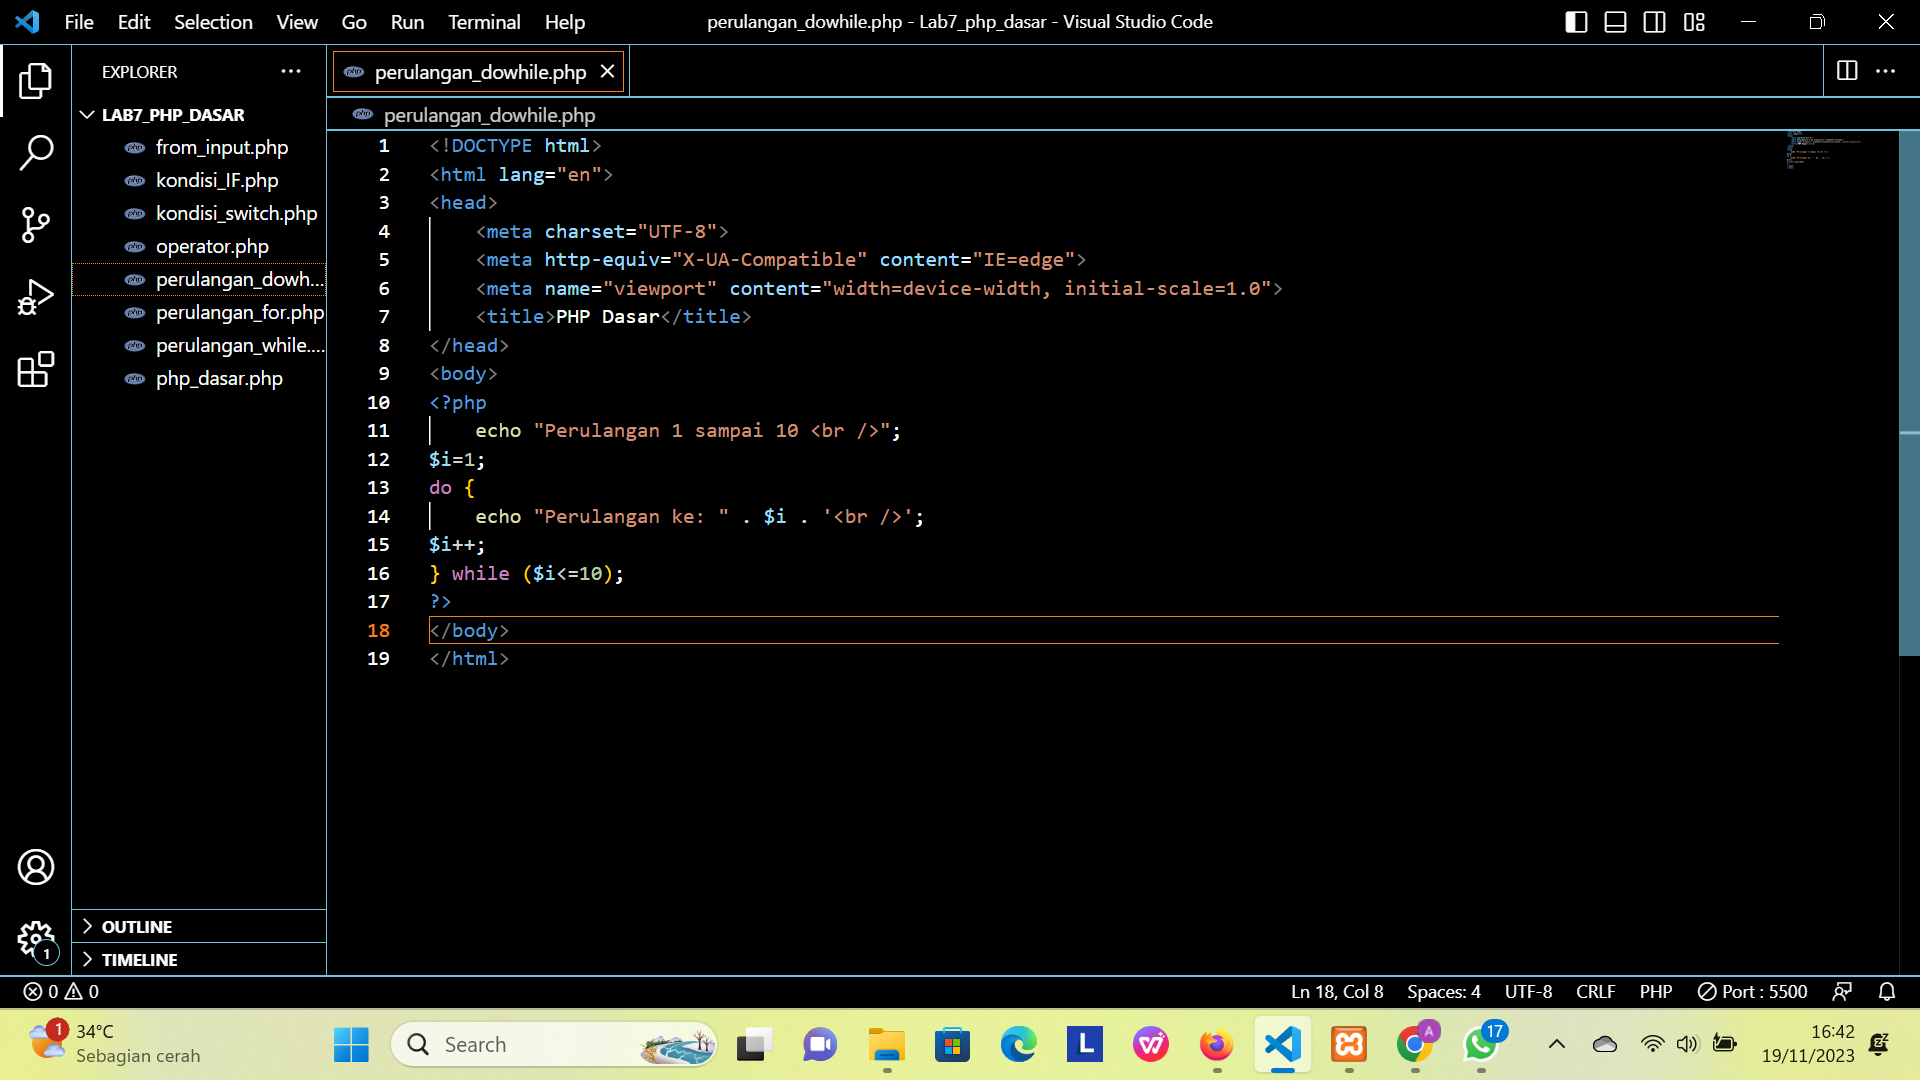 File Edit Selection View Go Run Terminal Help
perulangan_dowhile.php - Lab7_php_dasar - Visual Studio Code
EXPLORER
LAB7_PHP_DASAR
from_input.php
kondisi_IF.php
kondisi_switch.php
operator.php
perulangan_dowh...
perulangan_for.php
perulangan_while....
php_dasar.php
OUTLINE
TIMELINE
1
perulangan_dowhile.php
perulangan_dowhile.php
1 <!DOCTYPE html>
2 <html lang="en">
3 <head>
4 <meta charset="UTF-8">
5 <meta http-equiv="X-UA-Compatible" content="IE=edge">
6 <meta name="viewport" content="width=device-width, initial-scale=1.0">
7 <title>PHP Dasar</title>
8 </head>
9 <body>
10 <?php
11 echo "Perulangan 1 sampai 10 <br />";
12 $i=1;
13 do {
14 echo "Perulangan ke: " . $i . '<br />';
15 $i++;
16 } while ($i<=10);
17 ?>
18 </body>
19 </html>
0 0
Ln 18, Col 8 Spaces: 4 UTF-8 CRLF PHP Port : 5500
1 34°C
Sebagian cerah
Search
L
A
17
16:42
19/11/2023